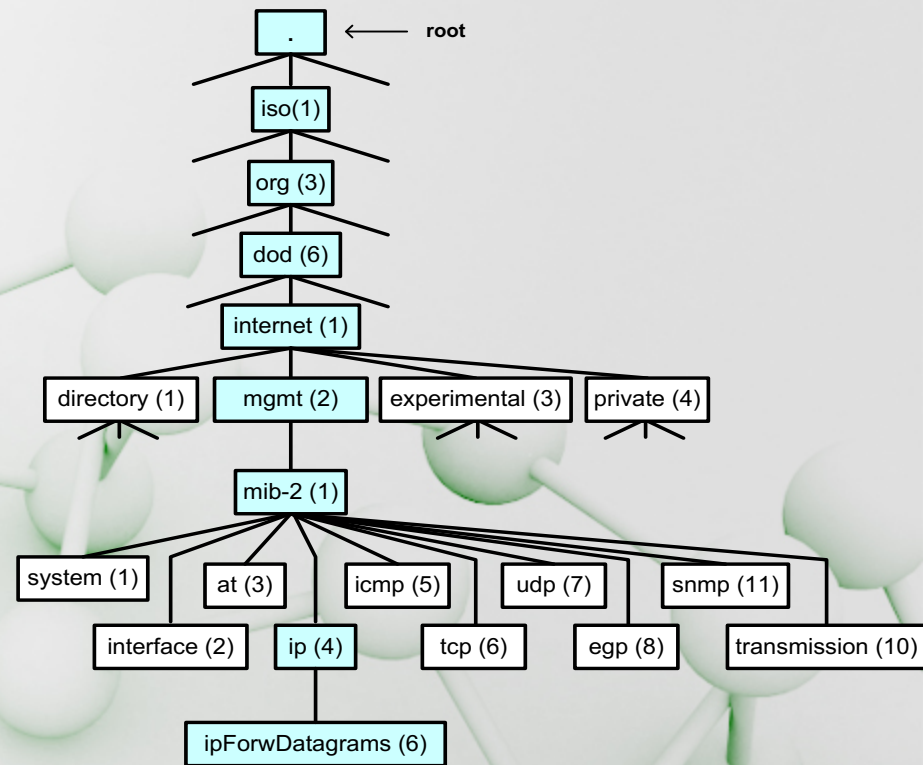 .
root
iso(1)
org (3)
dod (6)
internet (1)
directory (1)
mgmt (2)
experimental (3)
private (4)
mib-2 (1)
system (1)
at (3)
icmp (5)
udp (7)
snmp (11)
interface (2)
ip (4)
tcp (6)
egp (8)
transmission (10)
ipForwDatagrams (6)